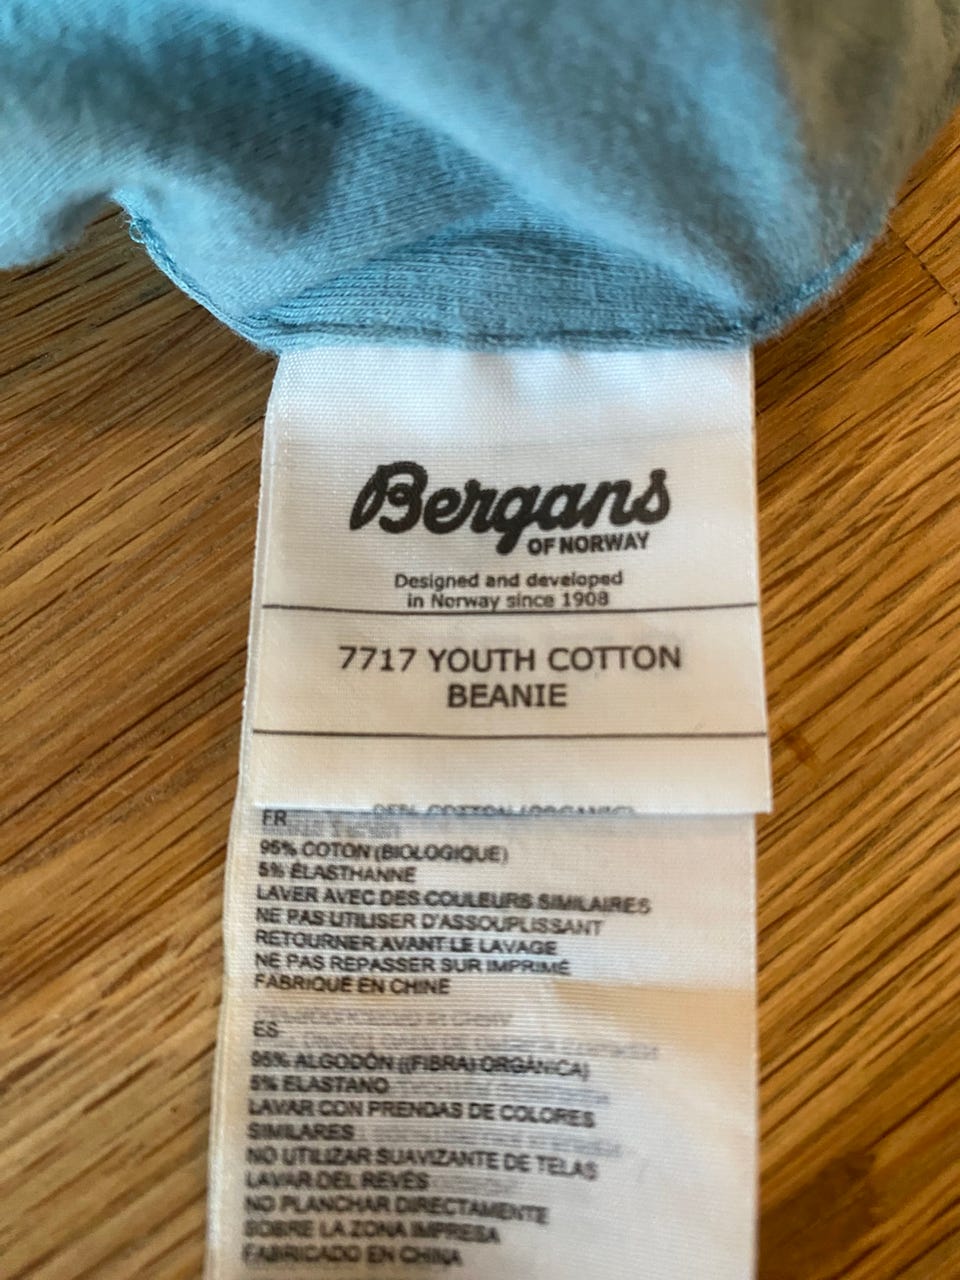 Bergans
OF NORWAY
Designed and developed
in Norway since 1908
7717 YOUTH COTTON
BEANIE
95% COTTON (ORGANIC)
FR
95% COTON (BIOLOGIQUE)
5% ÉLASTHANNE
LAVER AVEC DES COULEURS SIMILAIRES
NE PAS UTILISER D'ASSOUPLISSANT
RETOURNER AVANT LE LAVAGE
NE PAS REPASSER SUR IMPRIMÉ
FABRIQUÉ EN CHINE
ES
95% ALGODÓN ((FIBRA) ORGÁNICA)
5% ELASTANO
LAVAR CON PRENDAS DE COLORES
SIMILARES
NO UTILIZAR SUAVIZANTE DE TELAS
LAVAR DEL REVÉS
NO PLANCHAR DIRECTAMENTE
SOBRE LA ZONA IMPRESA
FABRICADO EN CHINA